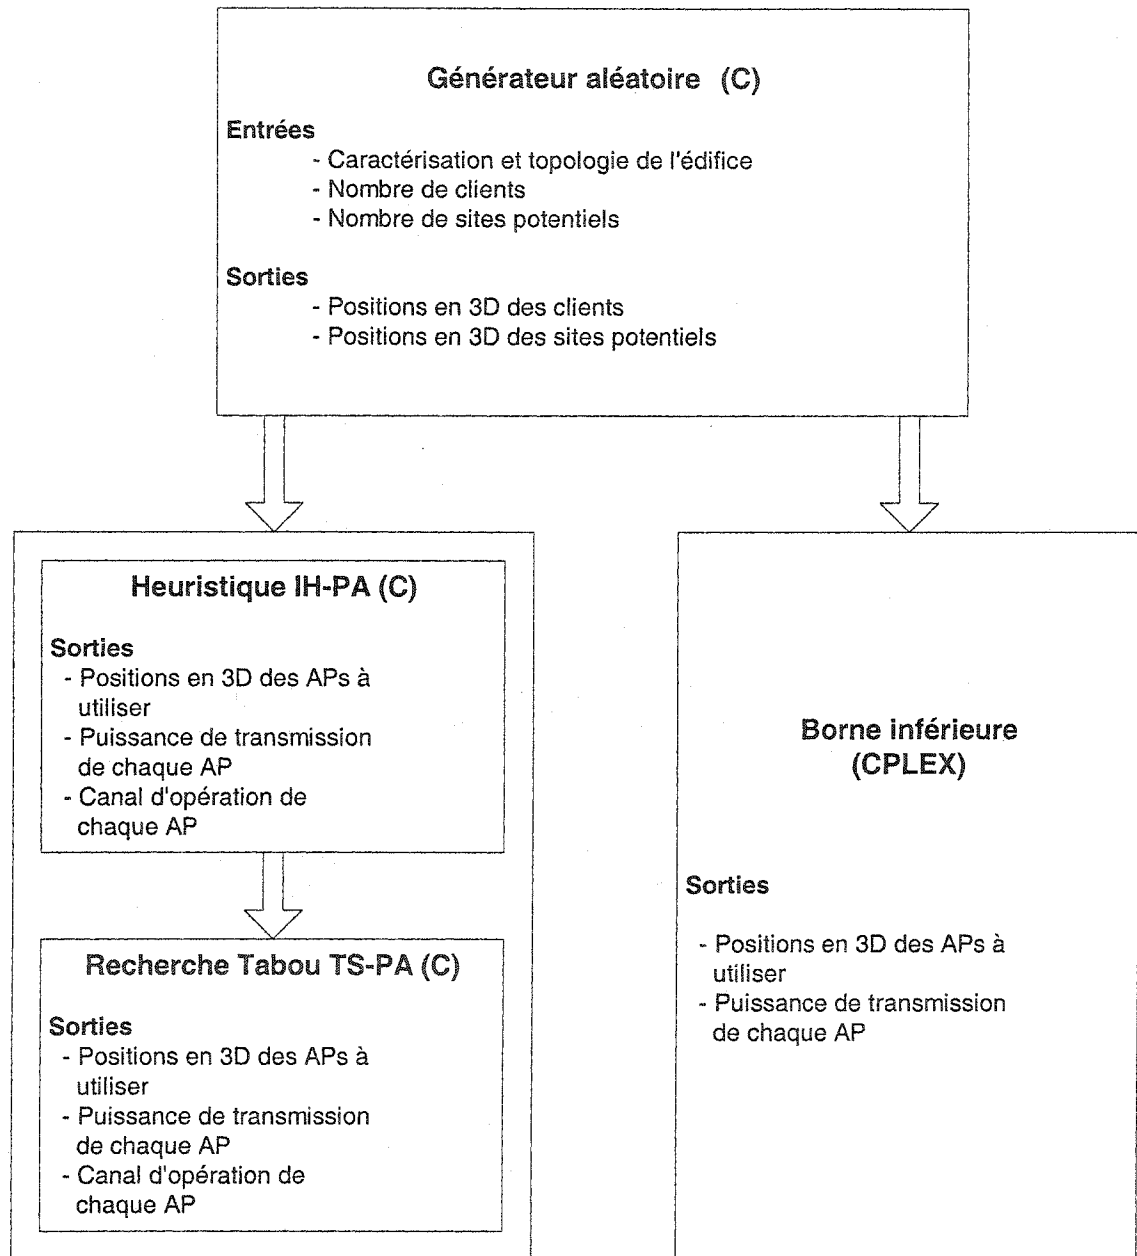 Générateur aléatoire (C)
Entrées
- Caractérisation et topologie de l'édifice
- Nombre de clients
- Nombre de sites potentiels
Sorties
- Positions en 3D des clients
- Positions en 3D des sites potentiels
Heuristique IH-PA (C)
Sorties
- Positions en 3D des APs à
utiliser
- Puissance de transmission
de chaque AP
- Canal d'opération de
chaque AP
Recherche Tabou TS-PA (C)
Sorties
- Positions en 3D des APs à
utiliser
- Puissance de transmission
de chaque AP
- Canal d'opération de
chaque AP
Borne inférieure
(CPLEX)
Sorties
- Positions en 3D des APs à
utiliser
- Puissance de transmission
de chaque AP